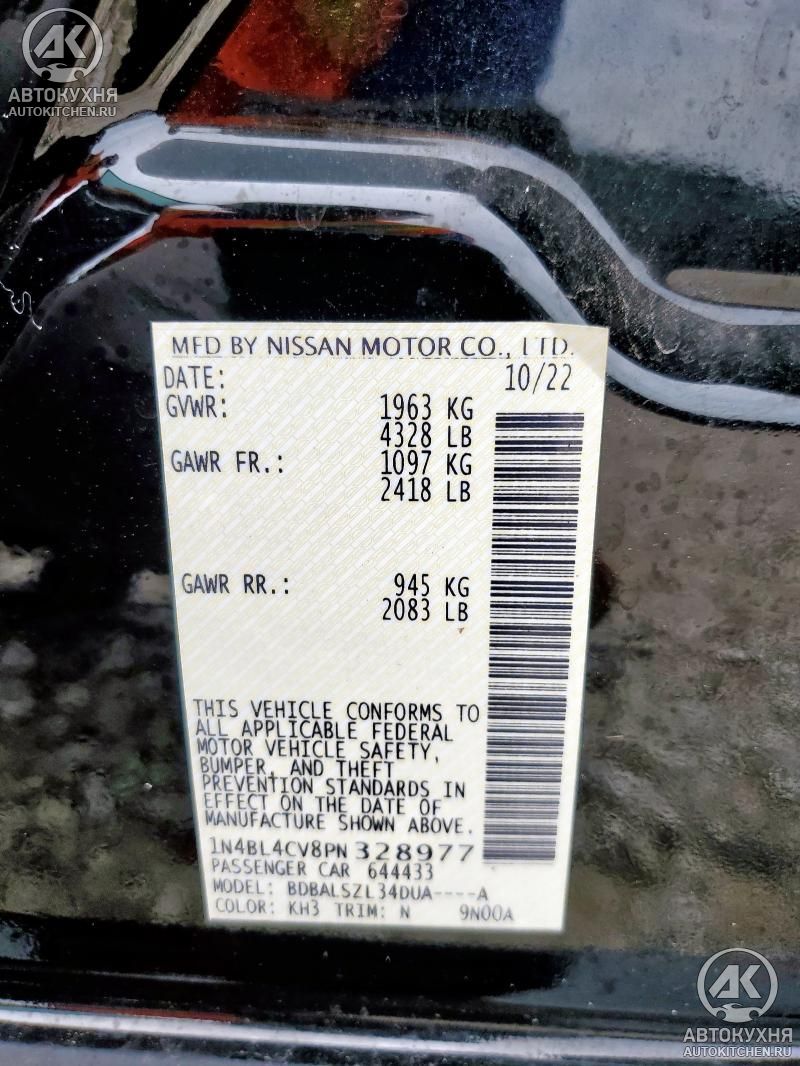 АК
АВТОКУХНЯ
AUTOKITCHEN.RU
MFD BY NISSAN MOTOR CO., LTD.
DATE: 10/22
GVWR: 1963 KG
4328 LB
GAWR FR.: 1097 KG
2418 LB
GAWR RR.: 945 KG
2083 LB
THIS VEHICLE CONFORMS TO
ALL APPLICABLE FEDERAL
MOTOR VEHICLE SAFETY,
BUMPER, AND THEFT
PREVENTION STANDARDS IN
EFFECT ON THE DATE OF
MANUFACTURE SHOWN ABOVE.
1N4BL4CV8PN328977
PASSENGER CAR 644433
MODEL: BDBALSZL34DUA----A
COLOR: KH3 TRIM: N 9N00A
АК
АВТОКУХНЯ
AUTOKITCHEN.RU